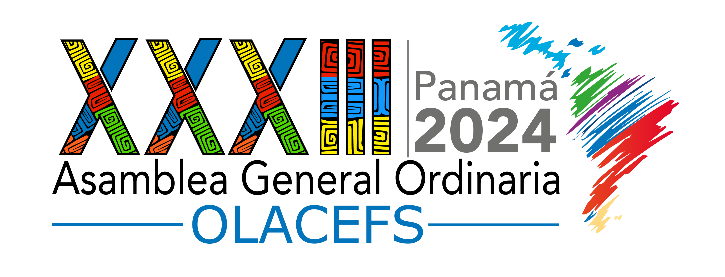 XXXIII
Panamá
2024
Asamblea General Ordinaria
OLACEFS